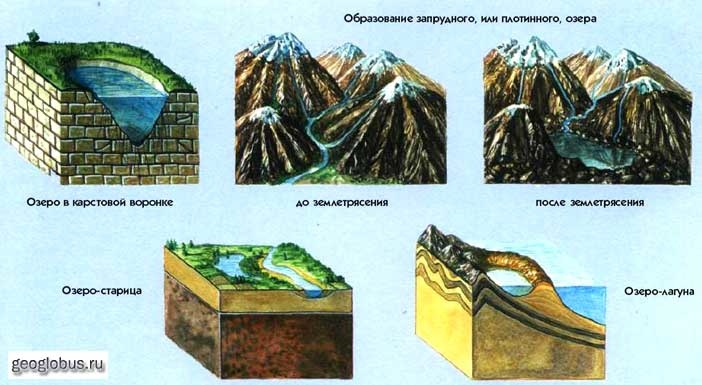 Образование запрудного, или плотинного, озера
Озеро в карстовой воронке
до землетрясения
после землетрясения
Озеро-старица
Озеро-лагуна
geoglobus.ru